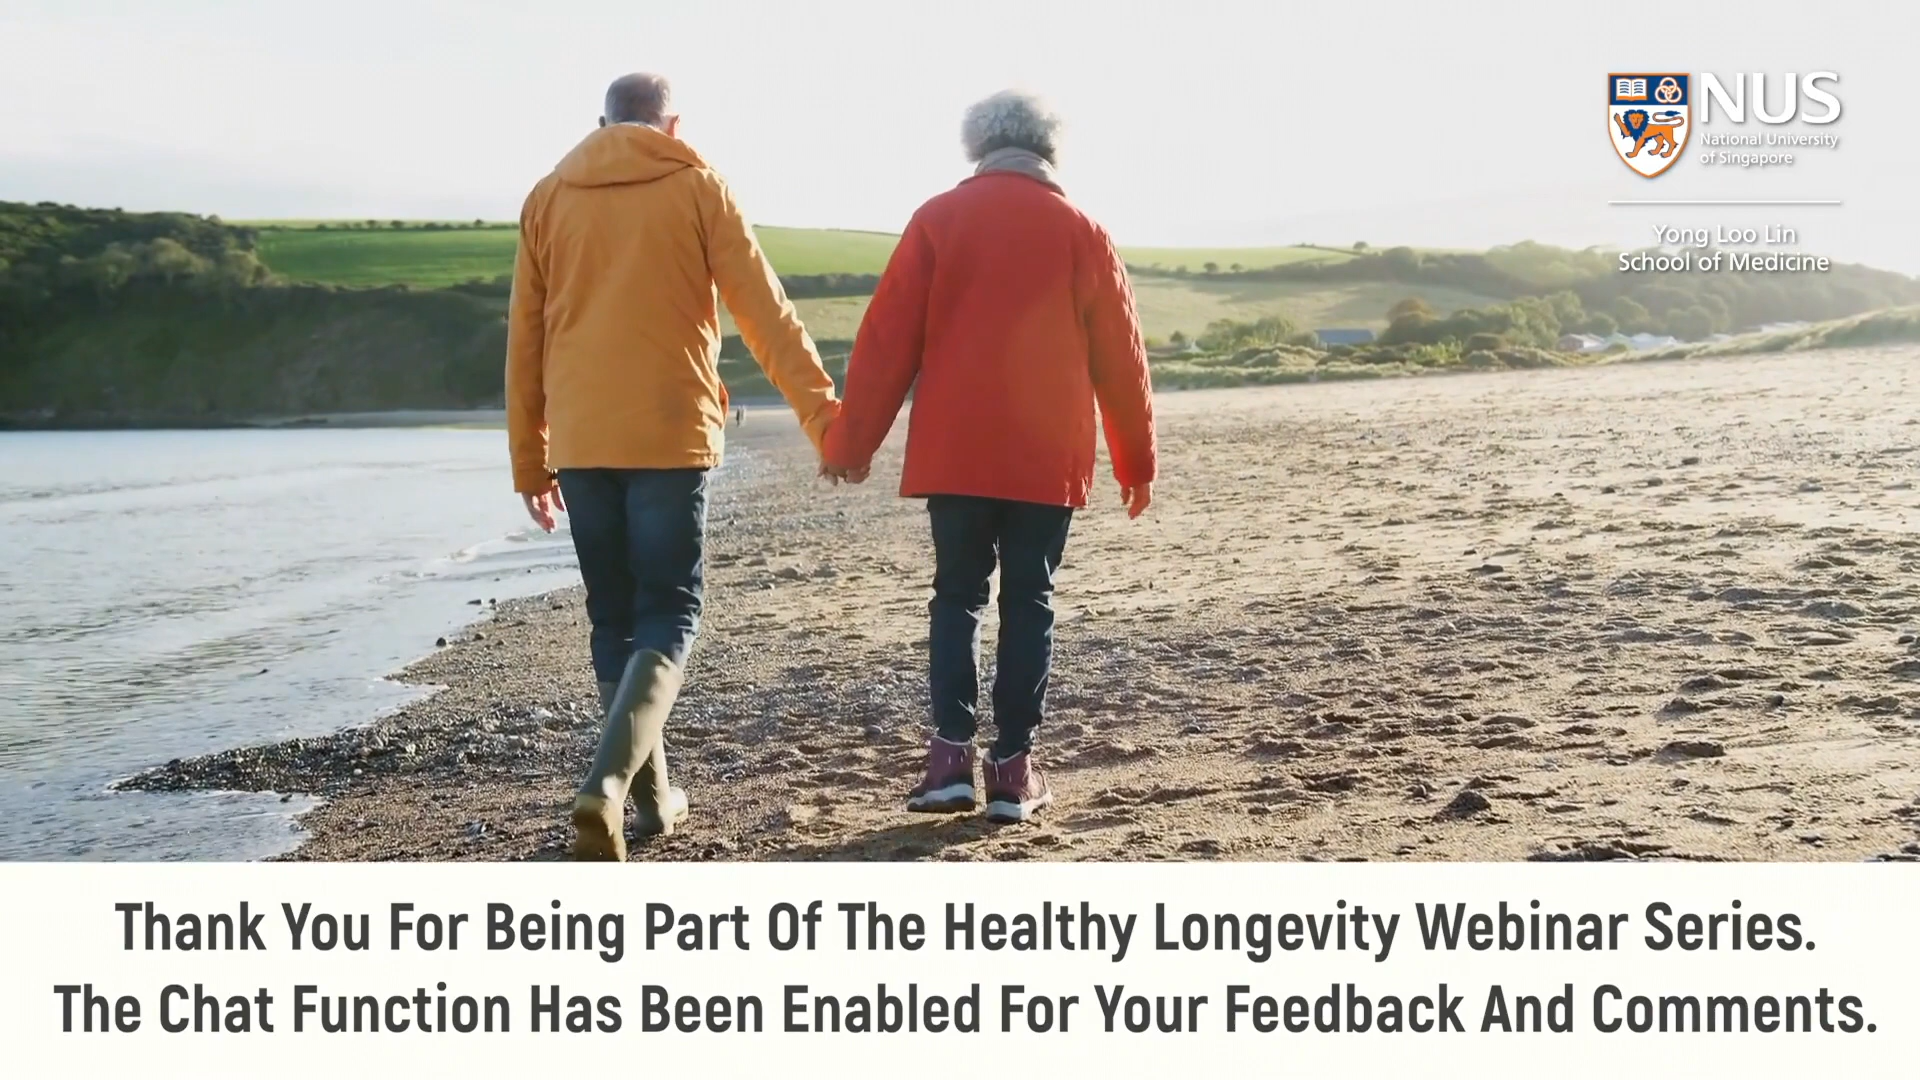 NUS
National University
of Singapore
Yong Loo Lin
School of Medicine
Thank You For Being Part Of The Healthy Longevity Webinar Series.
The Chat Function Has Been Enabled For Your Feedback And Comments.